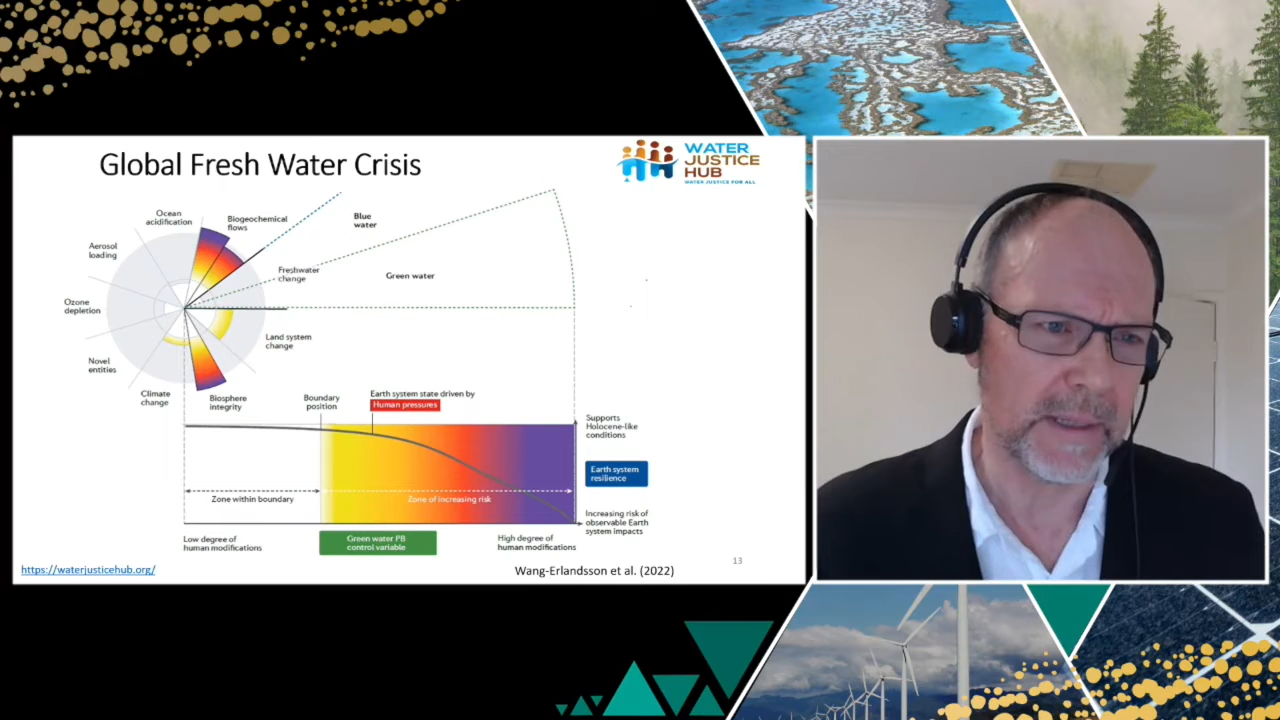 Global Fresh Water Crisis
WATER
JUSTICE
HUB
WATER JUSTICE FOR ALL
Ocean
acidification
Biogeochemical
flows
Blue
water
Aerosol
loading
Freshwater
change
Green water
Ozone
depletion
Land system
change
Novel
entities
Climate
change
Biosphere
integrity
Boundary
position
Earth system state driven by
Human pressures
Supports
Holocene-like
conditions
Earth system
resilience
Zone within boundary
Zone of increasing risk
Increasing risk of
observable Earth
system impacts
Low degree of
human modifications
Green water PB
control variable
High degree of
human modifications
https://waterjusticehub.org/
Wang-Erlandsson et al. (2022)
13